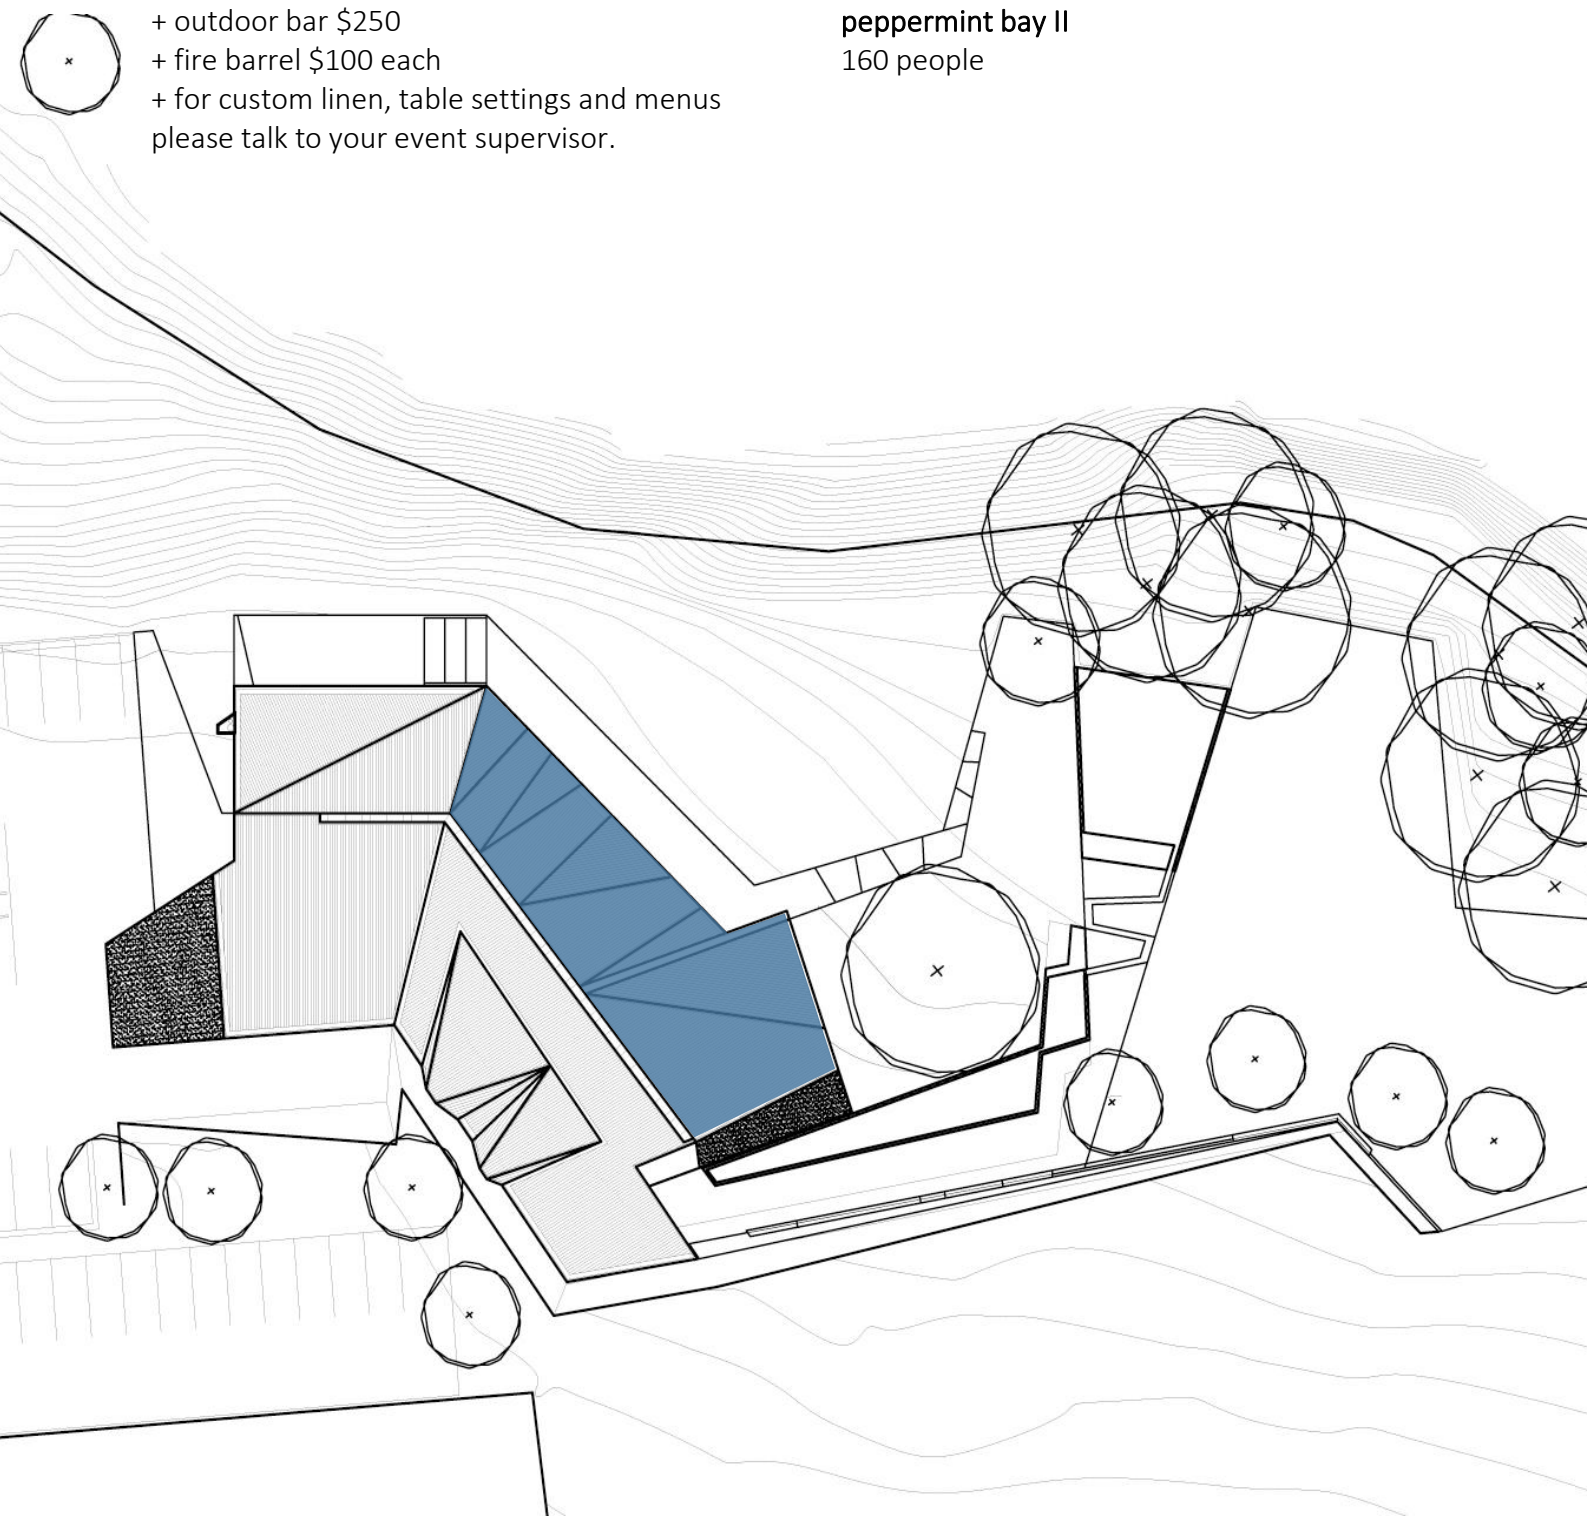 + outdoor bar $250
+ fire barrel $100 each
+ for custom linen, table settings and menus
please talk to your event supervisor.
peppermint bay II
160 people